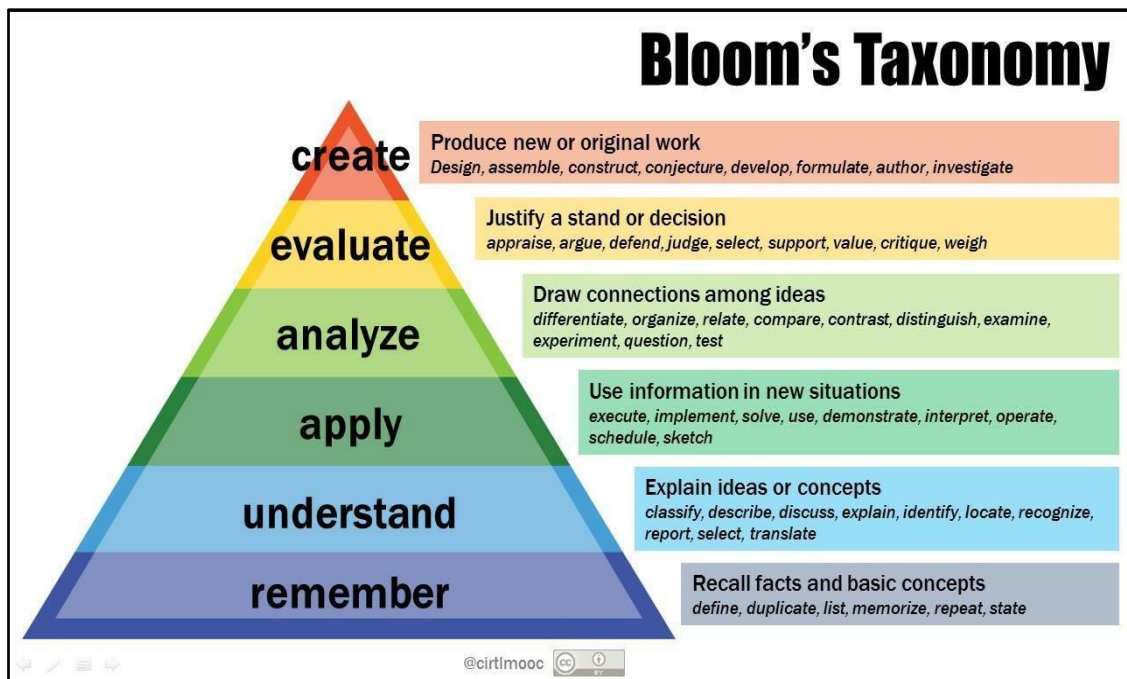 Bloom's Taxonomy
create
Produce new or original work
Design, assemble, construct, conjecture, develop, formulate, author, investigate
evaluate
Justify a stand or decision
appraise, argue, defend, judge, select, support, value, critique, weigh
analyze
Draw connections among ideas
differentiate, organize, relate, compare, contrast, distinguish, examine,
experiment, question, test
apply
Use information in new situations
execute, implement, solve, use, demonstrate, interpret, operate,
schedule, sketch
understand
Explain ideas or concepts
classify, describe, discuss, explain, identify, locate, recognize,
report, select, translate
remember
Recall facts and basic concepts
define, duplicate, list, memorize, repeat, state
@cirtlmooc
cc
BY